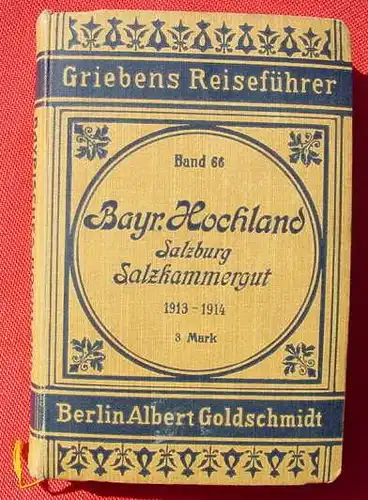 Griebens Reiseführer
Band 66
Bayr. Hochland
Salzburg
Salzkammergut
1913-1914
3 Mark
Berlin Albert Goldschmidt